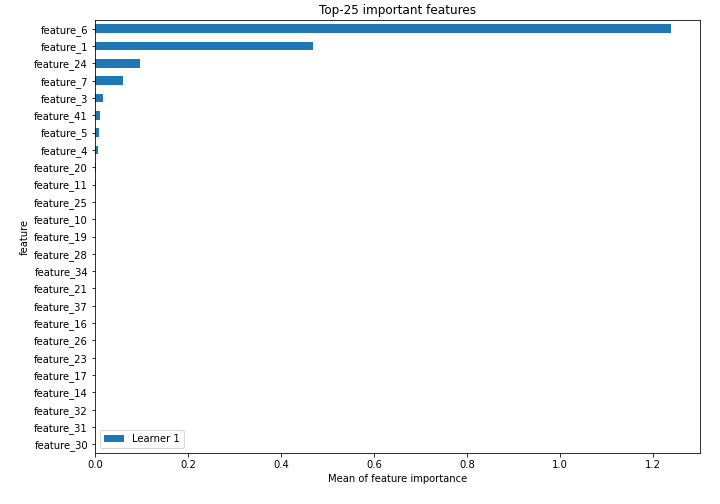 Top-25 important features
feature_6
feature_1
feature_24
feature_7
feature_3
feature_41
feature_5
feature_4
feature_20
feature_11
feature_25
feature_10
feature_19
feature_28
feature_34
feature_21
feature_37
feature_16
feature_26
feature_23
feature_17
feature_14
feature_32
feature_31
feature_30
feature
Learner 1
0.0 0.2 0.4 0.6 0.8 1.0 1.2
Mean of feature importance